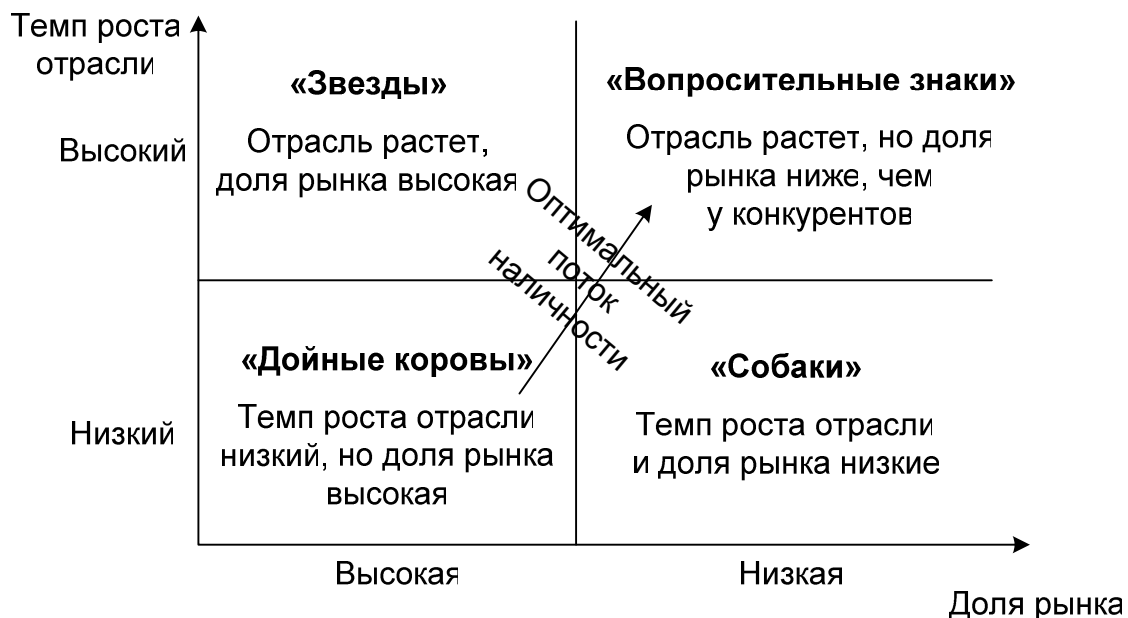 Темп роста
отрасли
«Звезды»
«Вопросительные знаки»
Высокий
Отрасль растет,
доля рынка высокая
Отрасль растет, но доля
рынка ниже, чем
у конкурентов
Оптимальный
поток
наличности
«Дойные коровы»
«Собаки»
Низкий
Темп роста отрасли
низкий, но доля рынка
высокая
Темп роста отрасли
и доля рынка низкие
Высокая
Низкая
Доля рынка